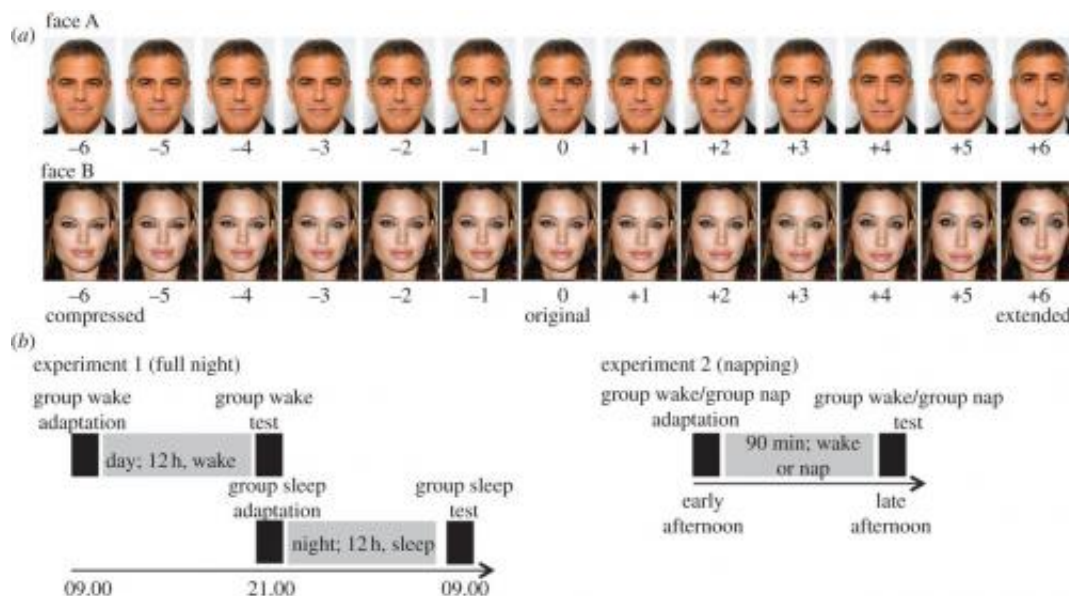 face A
(a)
−6 −5 −4 −3 −2 −1 0 +1 +2 +3 +4 +5 +6
face B
−6 −5 −4 −3 −2 −1 0 +1 +2 +3 +4 +5 +6
compressed original extended
(b)
experiment 1 (full night)
group wake
adaptation
group wake
test
day; 12 h, wake
group sleep
adaptation
group sleep
test
night; 12 h, sleep
09.00 21.00 09.00
experiment 2 (napping)
group wake/group nap
adaptation
group wake/group nap
test
90 min; wake
or nap
early
afternoon
late
afternoon